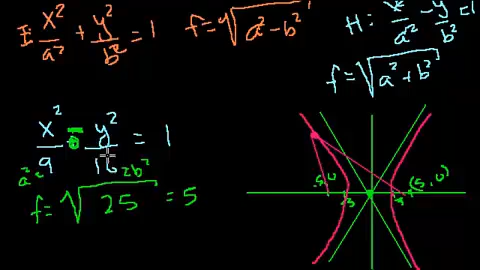 E: x²/a² + y²/b² = 1
f = √(a² - b²)
H: x²/a² - y²/b² = 1
f = √(a² + b²)
x²/9 - y²/16 = 1
a²= =b²
f = √25 = 5
-5,0 -3 3 (5,0)